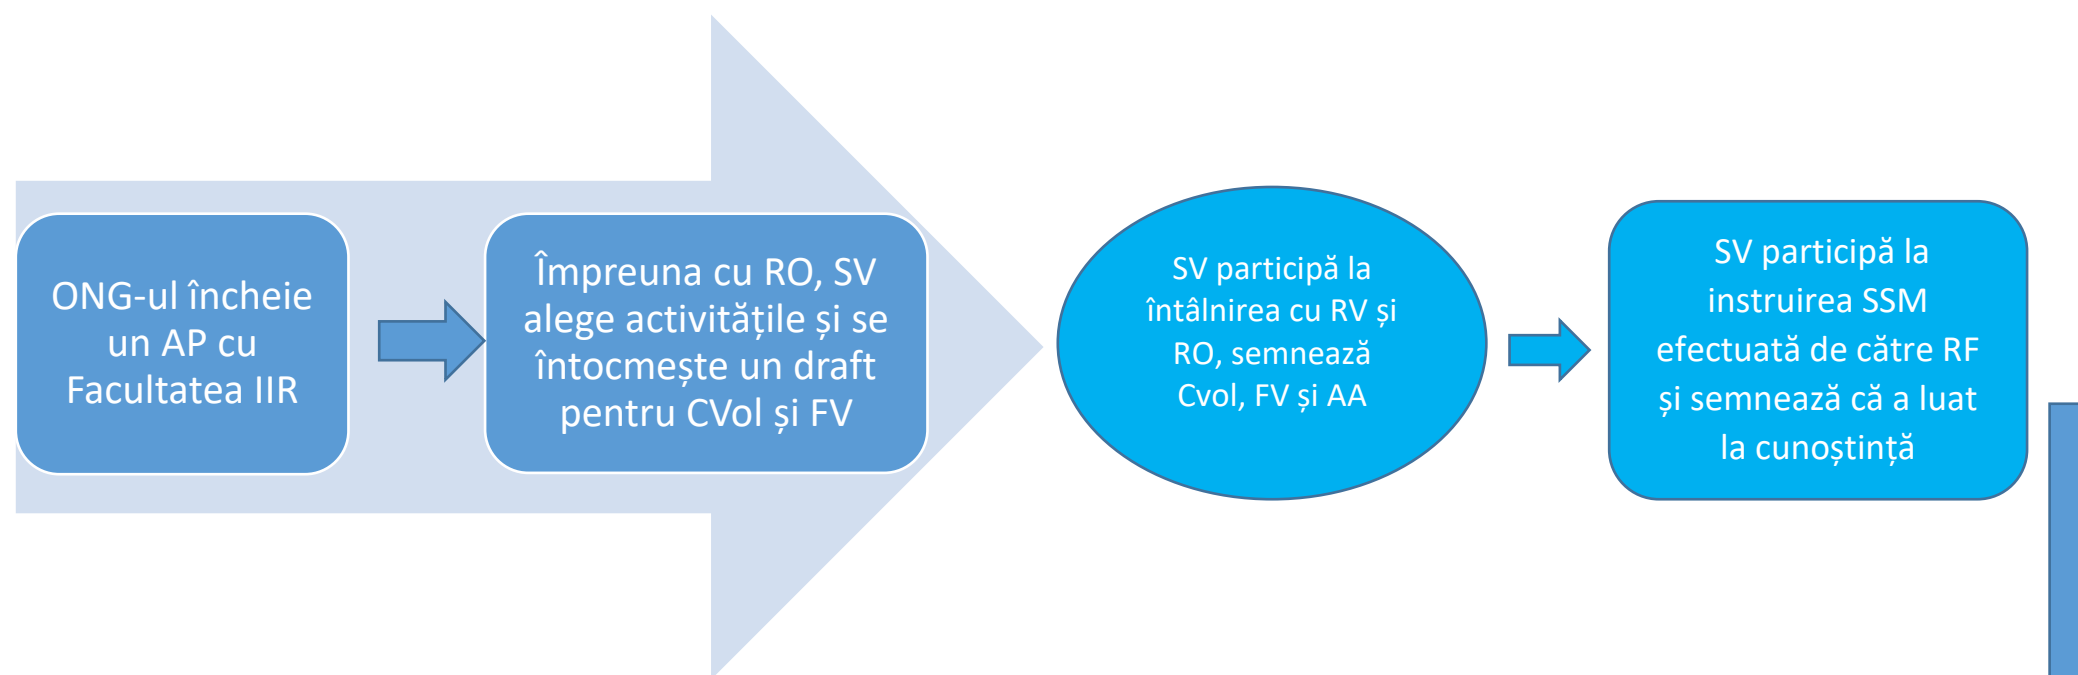 ONG-ul încheie
un AP cu
Facultatea IIR
Împreuna cu RO, SV
alege activitățile și se
întocmește un draft
pentru CVol și FV
SV participă la
întâlnirea cu RV și
RO, semnează
Cvol, FV și AA
SV participă la
instruirea SSM
efectuată de către RF
și semnează că a luat
la cunoștință